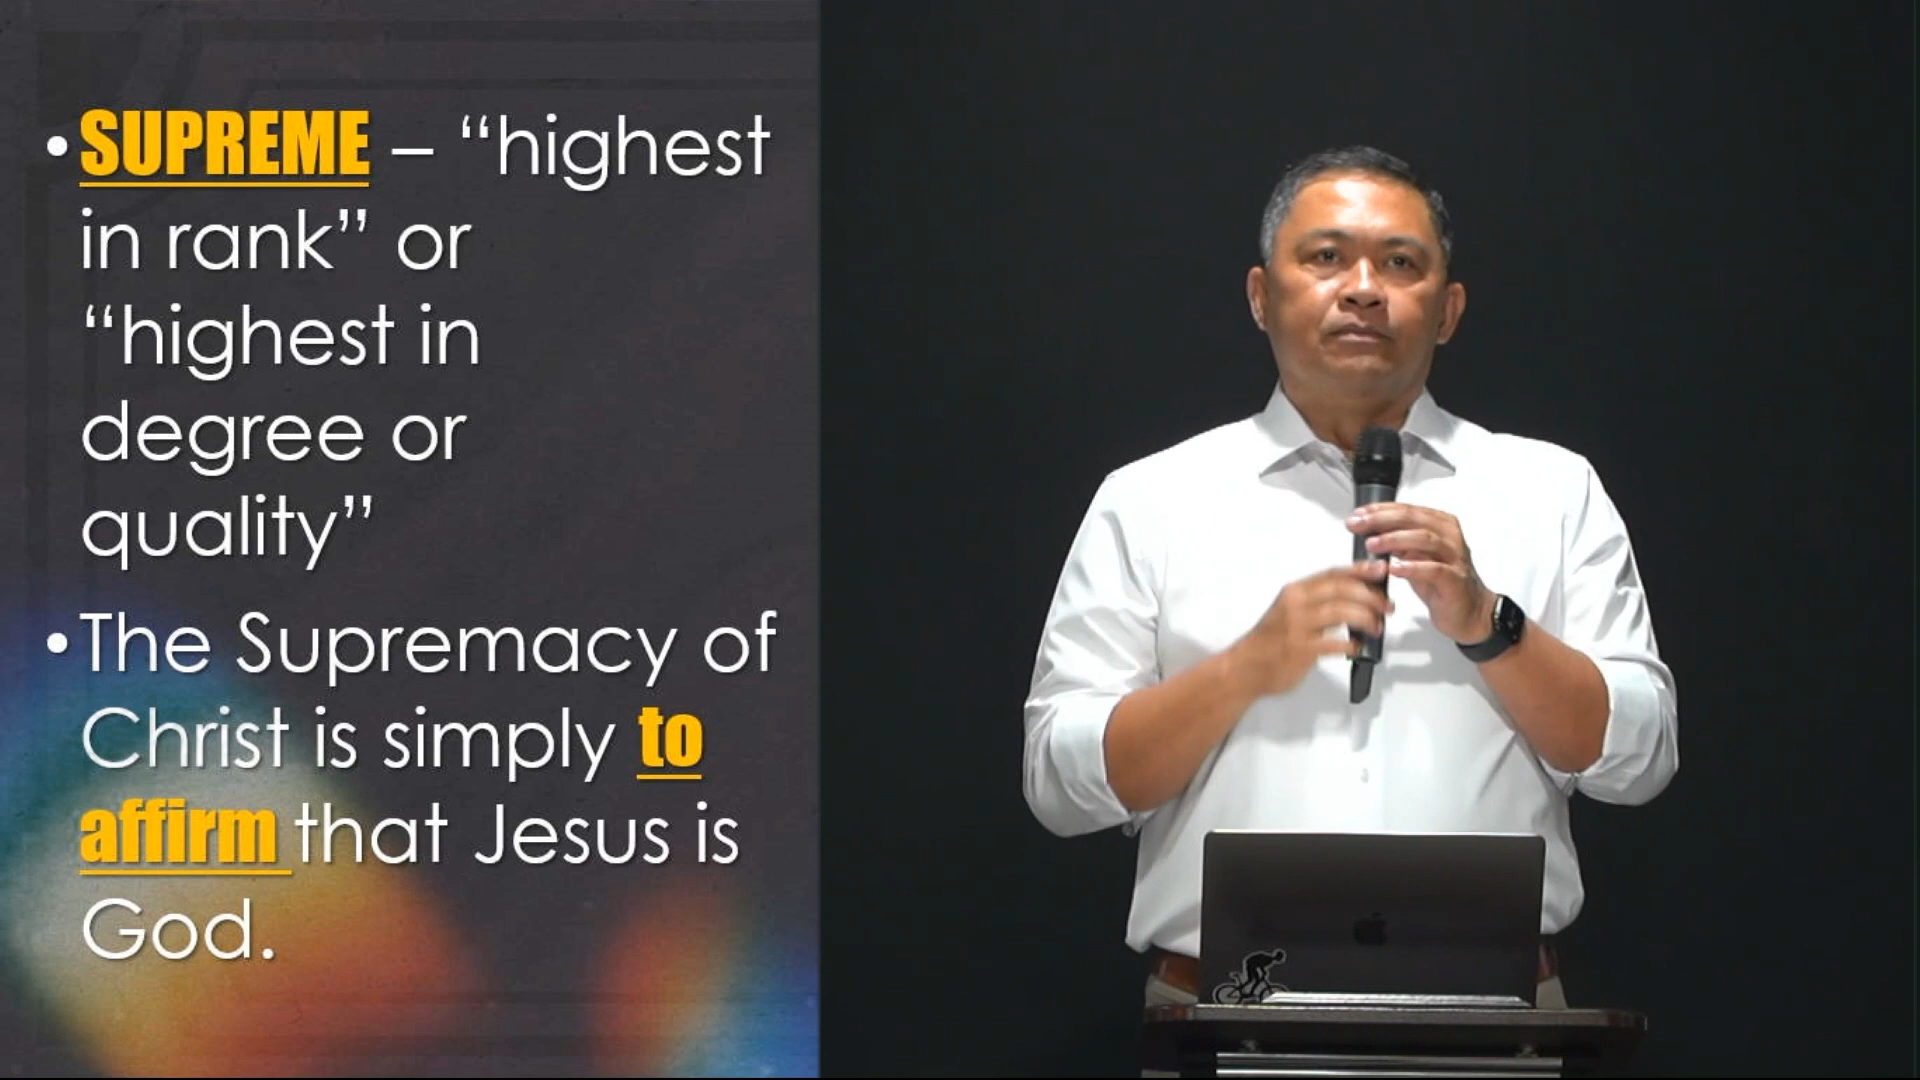 • SUPREME – “highest
in rank” or
“highest in
degree or
quality”
• The Supremacy of
Christ is simply to
affirm that Jesus is
God.